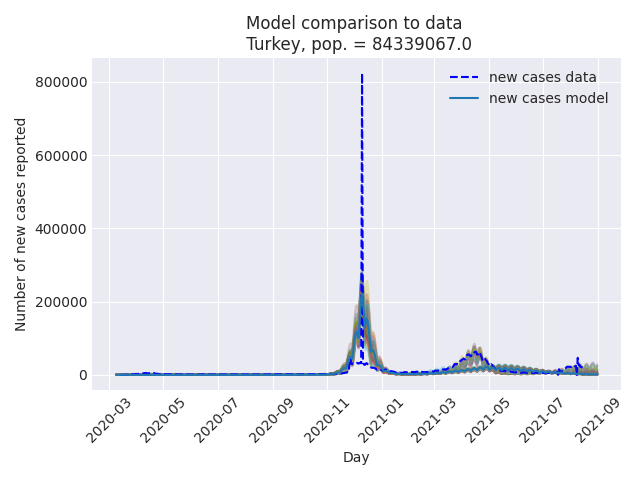 Model comparison to data
Turkey, pop. = 84339067.0
new cases data
new cases model
Number of new cases reported
800000
600000
400000
200000
0
2020-03
2020-05
2020-07
2020-09
2020-11
2021-01
2021-03
2021-05
2021-07
2021-09
Day